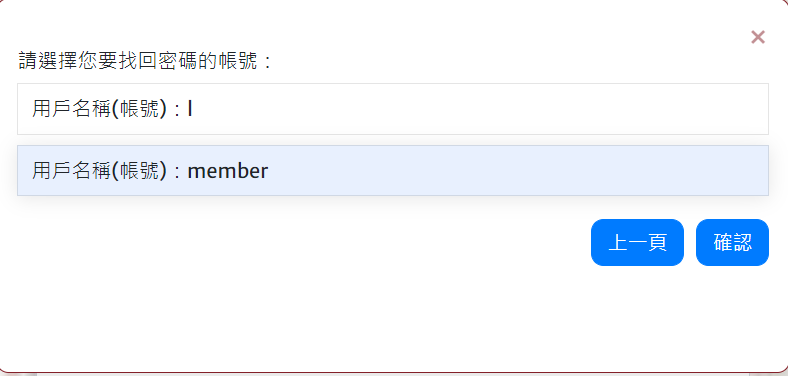 ×
請選擇您要找回密碼的帳號：
用戶名稱(帳號)：l
用戶名稱(帳號)：member
上一頁 確認